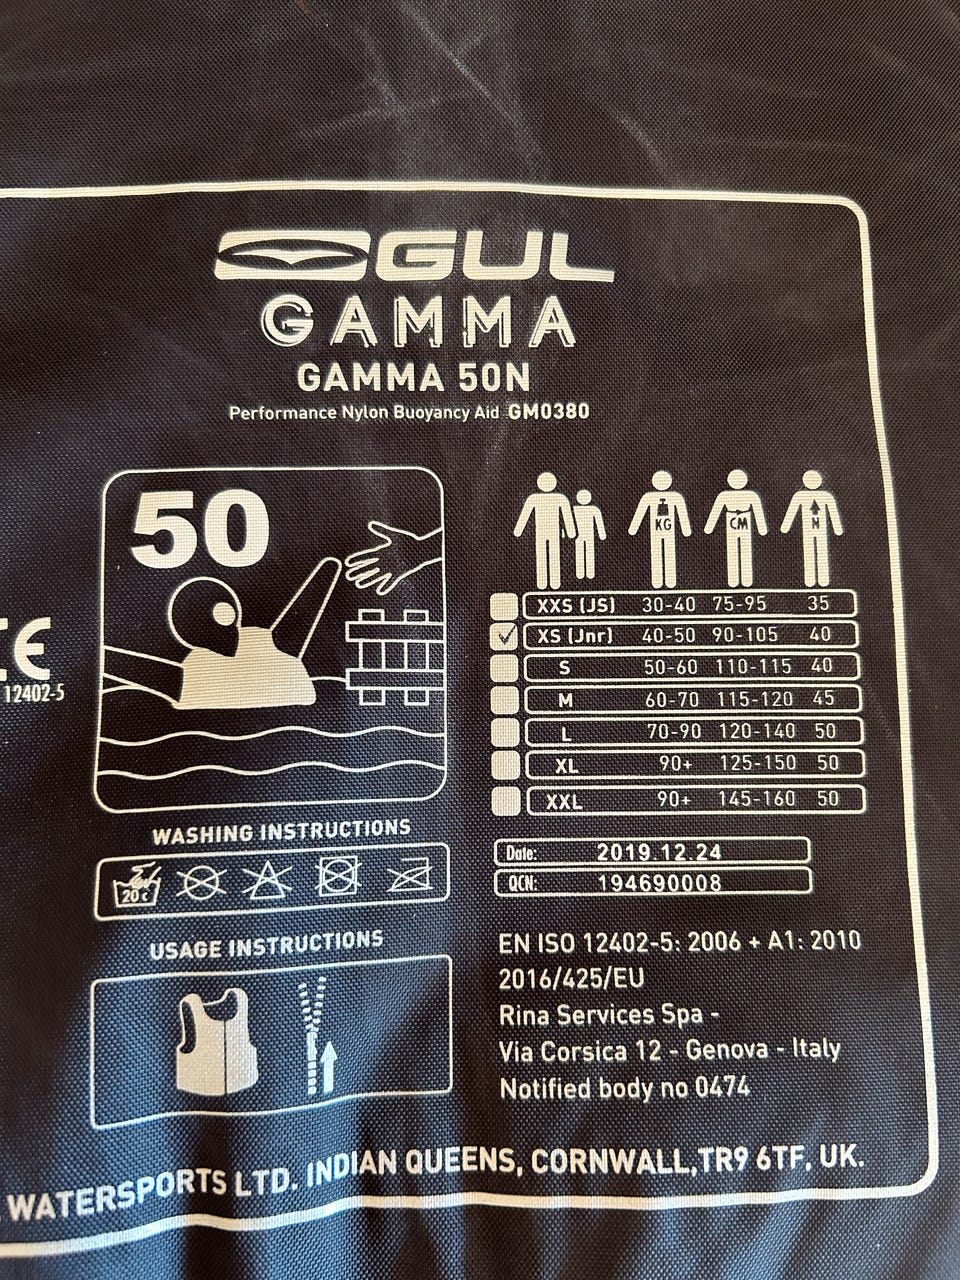 GUL
GAMMA
GAMMA 50N
Performance Nylon Buoyancy Aid GM0380
50
KG CM N
XXS (JS) 30-40 75-95 35
XS (Jnr) 40-50 90-105 40
S 50-60 110-115 40
M 60-70 115-120 45
L 70-90 120-140 50
XL 90+ 125-150 50
XXL 90+ 145-160 50
CE
12402-5
WASHING INSTRUCTIONS
20 c
Date: 2019.12.24
QCN: 194690008
USAGE INSTRUCTIONS
EN ISO 12402-5: 2006 + A1: 2010
2016/425/EU
Rina Services Spa -
Via Corsica 12 - Genova - Italy
Notified body no 0474
WATERSPORTS LTD. INDIAN QUEENS, CORNWALL,TR9 6TF, UK.